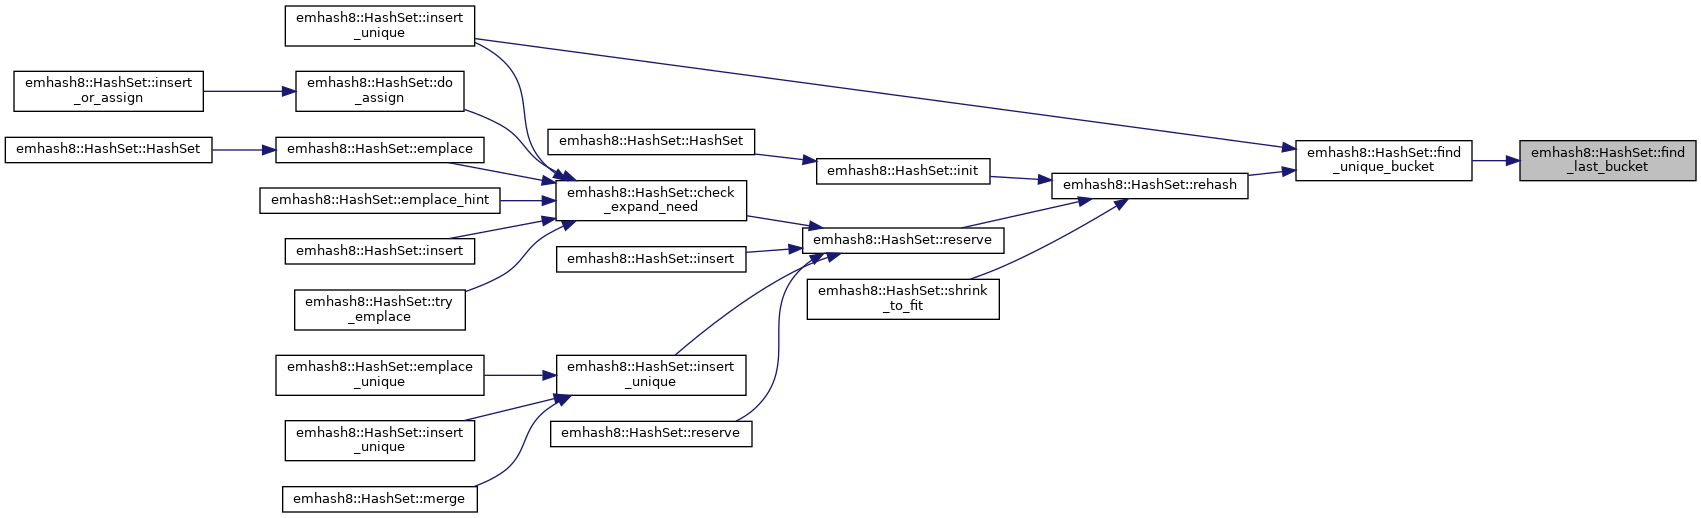 emhash8::HashSet::insert
_unique
emhash8::HashSet::insert
_or_assign
emhash8::HashSet::do
_assign
emhash8::HashSet::HashSet
emhash8::HashSet::emplace
emhash8::HashSet::emplace_hint
emhash8::HashSet::insert
emhash8::HashSet::try
_emplace
emhash8::HashSet::emplace
_unique
emhash8::HashSet::insert
_unique
emhash8::HashSet::merge
emhash8::HashSet::HashSet
emhash8::HashSet::check
_expand_need
emhash8::HashSet::insert
emhash8::HashSet::insert
_unique
emhash8::HashSet::reserve
emhash8::HashSet::init
emhash8::HashSet::reserve
emhash8::HashSet::shrink
_to_fit
emhash8::HashSet::rehash
emhash8::HashSet::find
_unique_bucket
emhash8::HashSet::find
_last_bucket